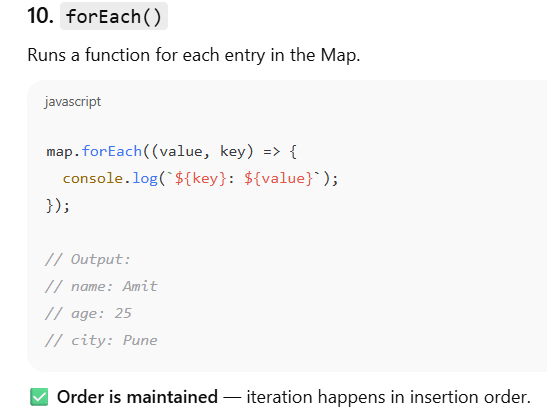 10. forEach()
Runs a function for each entry in the Map.
javascript
map.forEach((value, key) => {
  console.log(`${key}: ${value}`);
});
// Output:
// name: Amit
// age: 25
// city: Pune
✅ Order is maintained — iteration happens in insertion order.